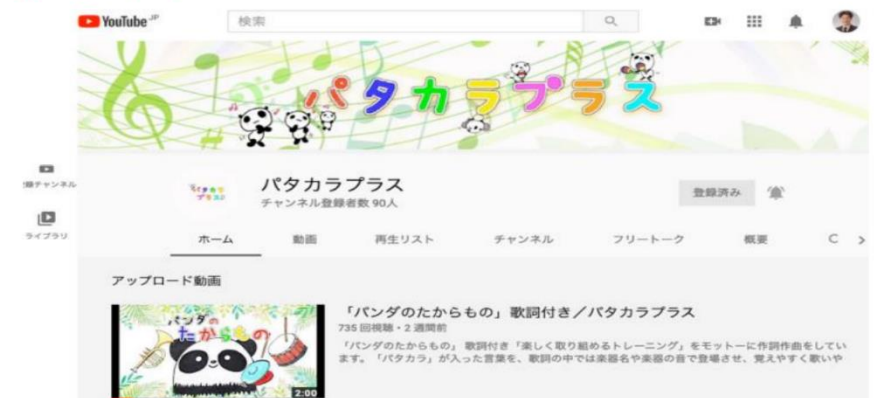 YouTube JP
検索
パタカラプラス
録チャンネル
ライブラリ
パタカラプラス
チャンネル登録者数 90人
登録済み
ホーム 動画 再生リスト チャンネル フリートーク 概要
アップロード動画
パンダの
たからもの
2:00
「パンダのたからもの」歌詞付き/パタカラプラス
735 回視聴・2 週間前
「パンダのたからもの」 歌詞付き「楽しく取り組めるトレーニング」をモットーに作詞作曲をしてい
ます。「パタカラ」が入った言葉を、歌詞の中では楽器名や楽器の音で登場させ、覚えやすく歌いや